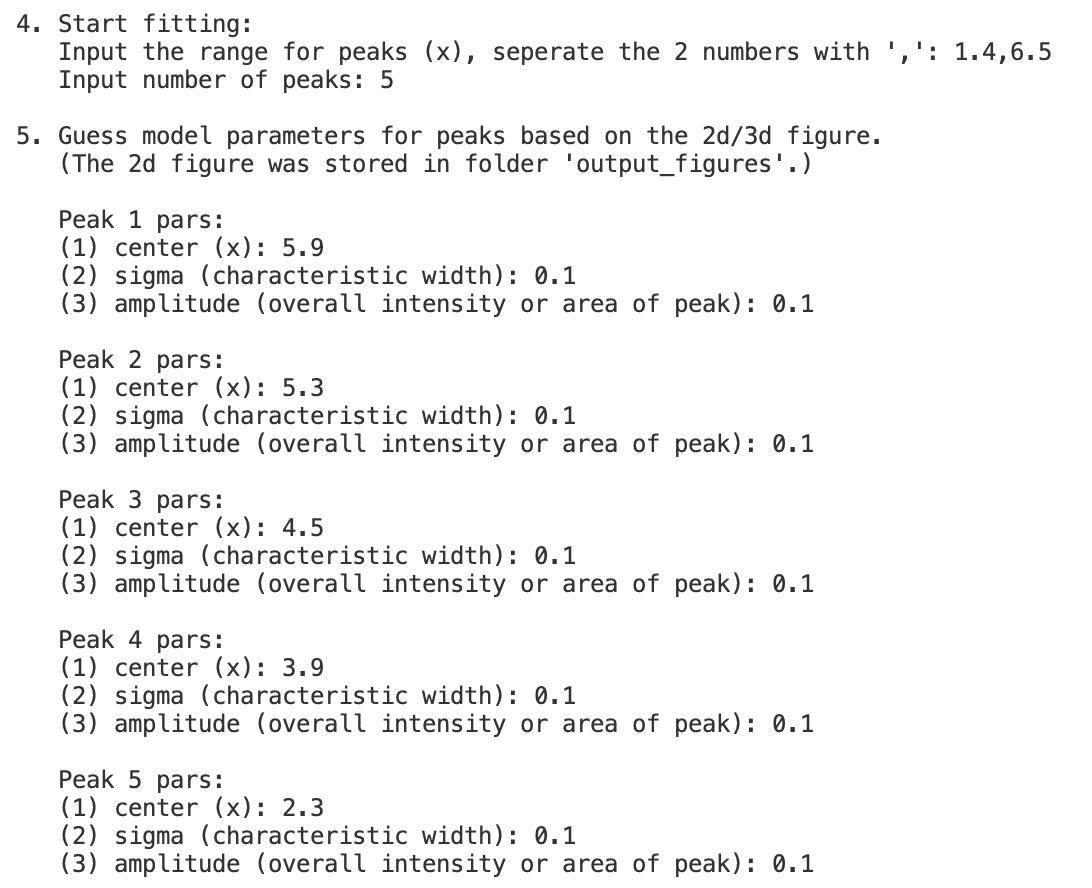 4. Start fitting:
Input the range for peaks (x), seperate the 2 numbers with ',': 1.4,6.5
Input number of peaks: 5
5. Guess model parameters for peaks based on the 2d/3d figure.
(The 2d figure was stored in folder 'output_figures'.)
Peak 1 pars:
(1) center (x): 5.9
(2) sigma (characteristic width): 0.1
(3) amplitude (overall intensity or area of peak): 0.1
Peak 2 pars:
(1) center (x): 5.3
(2) sigma (characteristic width): 0.1
(3) amplitude (overall intensity or area of peak): 0.1
Peak 3 pars:
(1) center (x): 4.5
(2) sigma (characteristic width): 0.1
(3) amplitude (overall intensity or area of peak): 0.1
Peak 4 pars:
(1) center (x): 3.9
(2) sigma (characteristic width): 0.1
(3) amplitude (overall intensity or area of peak): 0.1
Peak 5 pars:
(1) center (x): 2.3
(2) sigma (characteristic width): 0.1
(3) amplitude (overall intensity or area of peak): 0.1